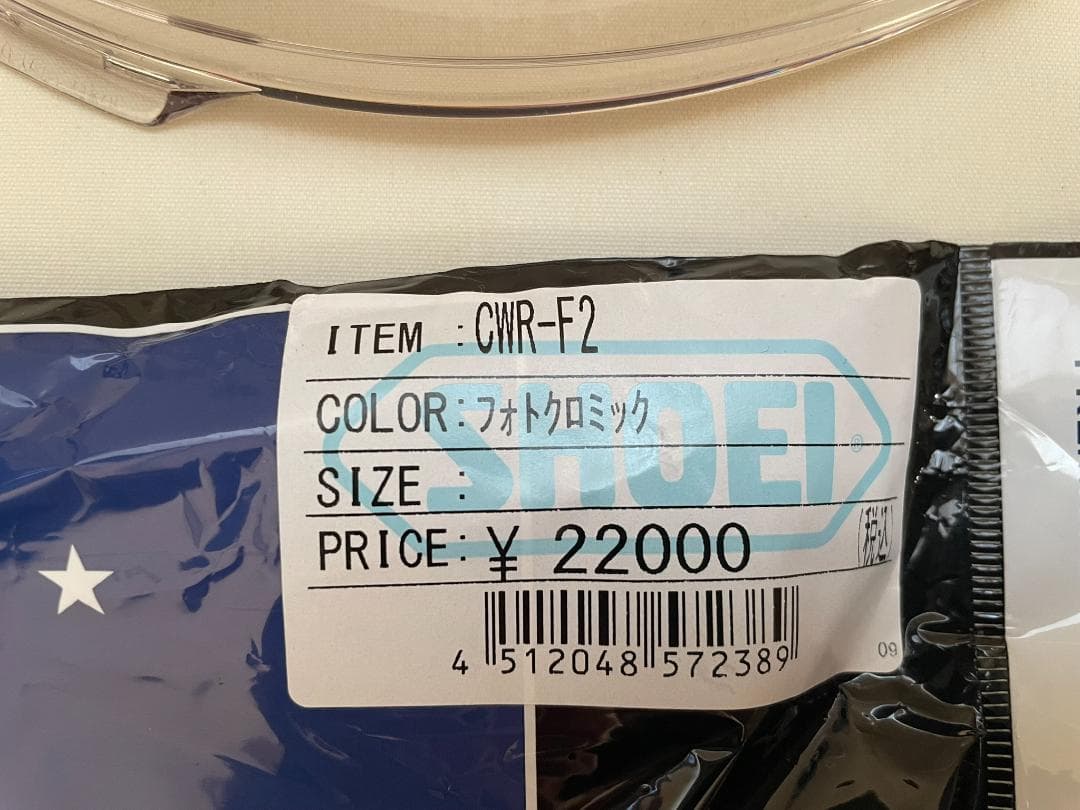 ITEM :CWR-F2
COLOR:フォトクロミック
SIZE :
PRICE:¥ 22000 (税込)
SHOEI®
4 512048 572389
09